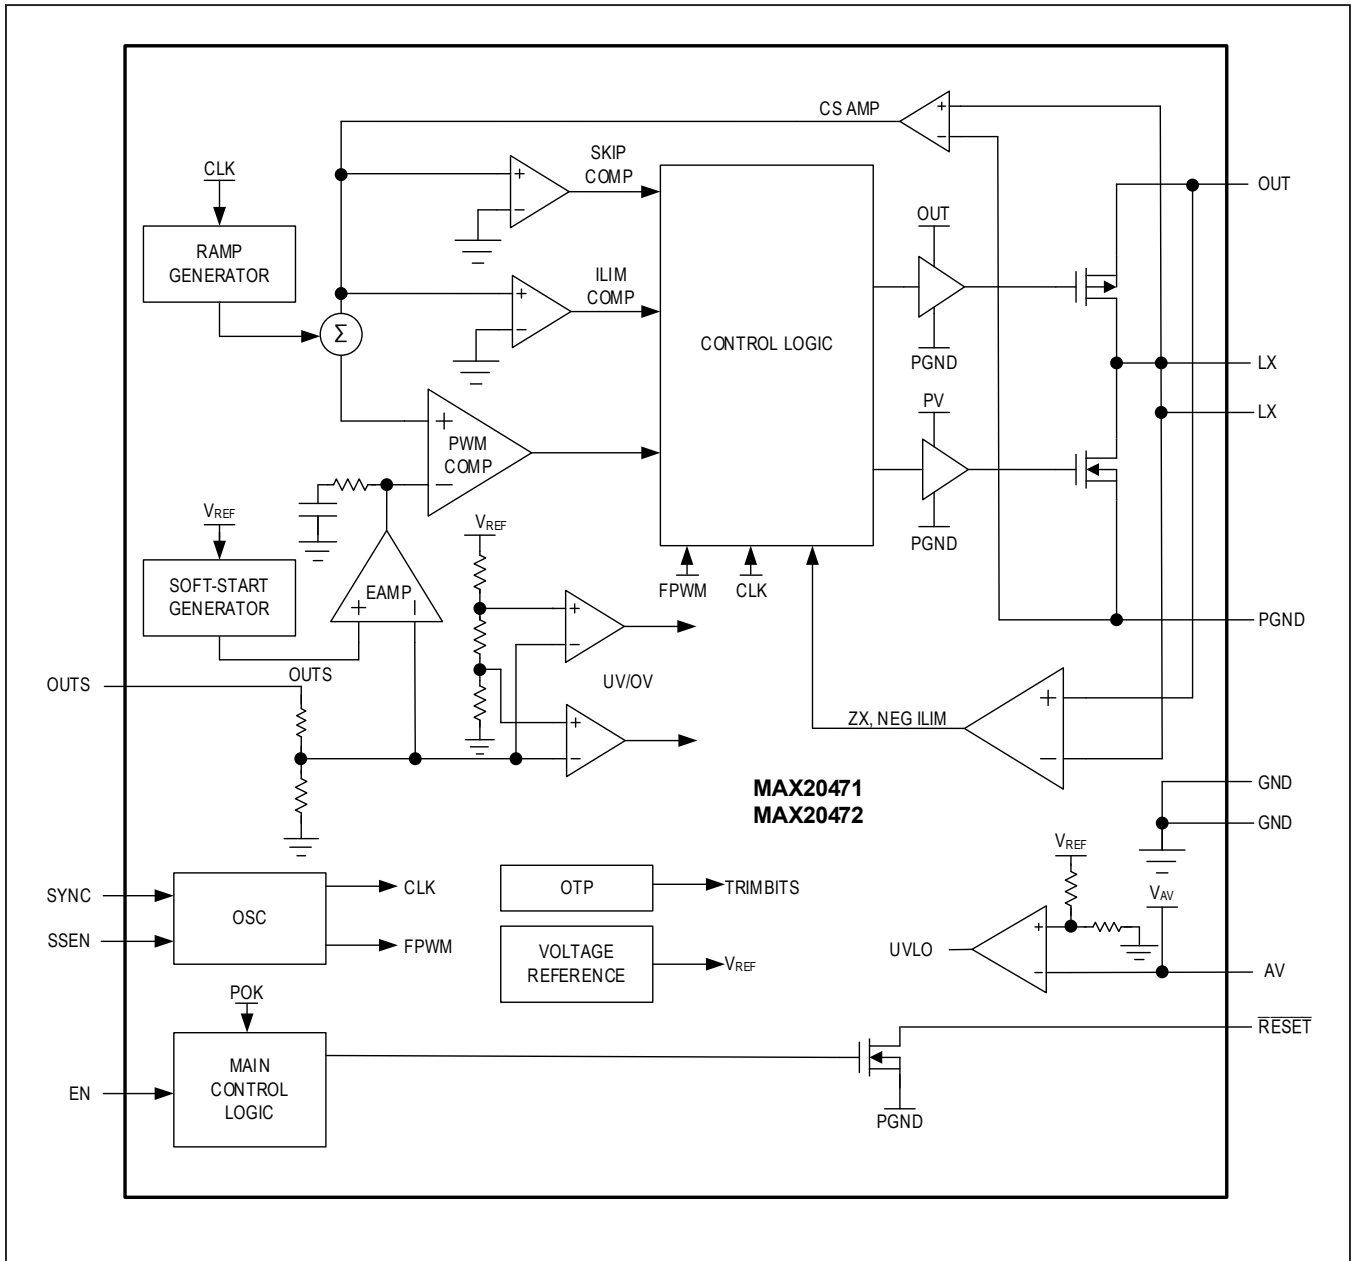 CS AMP
SKIP
COMP
CLK
+
−
+
−
OUT
OUT
RAMP
GENERATOR
ILIM
COMP
+
−
Σ
CONTROL LOGIC
PGND
LX
PV
LX
+
PWM
COMP
−
VREF
VREF
PGND
SOFT-START
GENERATOR
EAMP
+
−
FPWM
CLK
+
−
PGND
OUTS
OUTS
UV/OV
+
−
ZX, NEG ILIM
+
−
MAX20471
MAX20472
GND
GND
VREF
SYNC
SSEN
OSC
CLK
FPWM
OTP
TRIMBITS
VAV
UVLO
+
−
VOLTAGE
REFERENCE
VREF
AV
POK
RESET
EN
MAIN
CONTROL
LOGIC
PGND